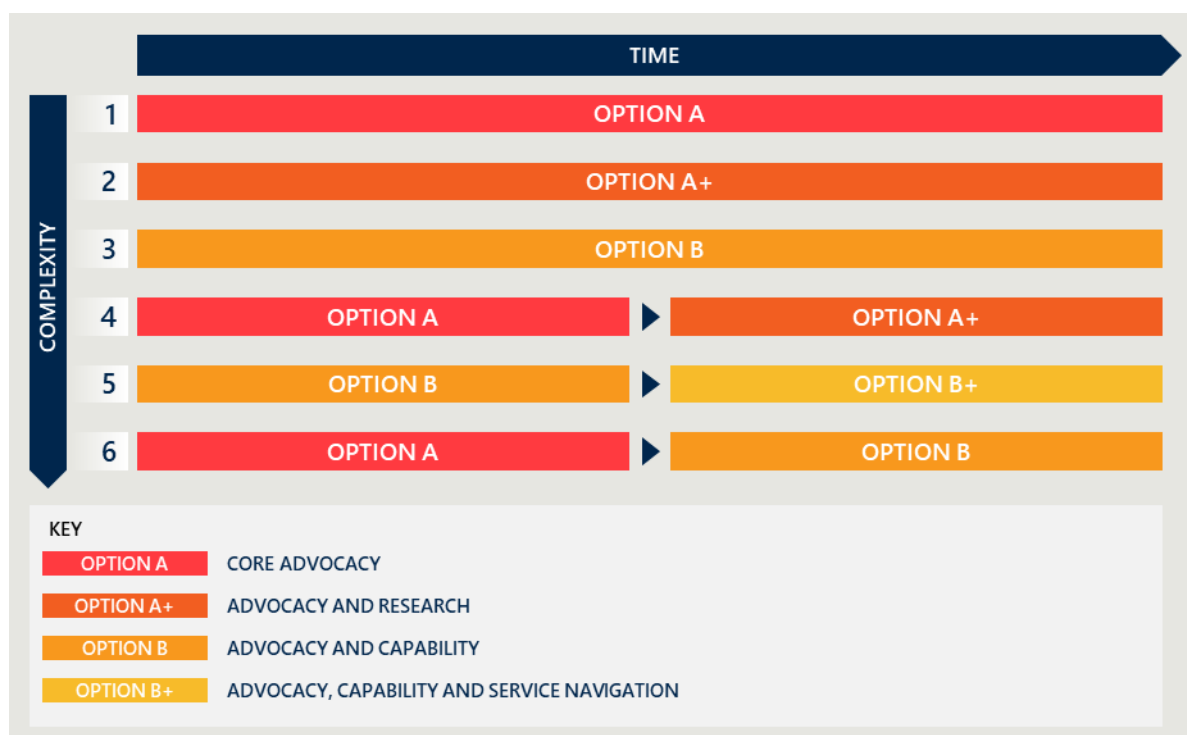 TIME
COMPLEXITY
1 OPTION A
2 OPTION A+
3 OPTION B
4 OPTION A OPTION A+
5 OPTION B OPTION B+
6 OPTION A OPTION B
KEY
OPTION A CORE ADVOCACY
OPTION A+ ADVOCACY AND RESEARCH
OPTION B ADVOCACY AND CAPABILITY
OPTION B+ ADVOCACY, CAPABILITY AND SERVICE NAVIGATION